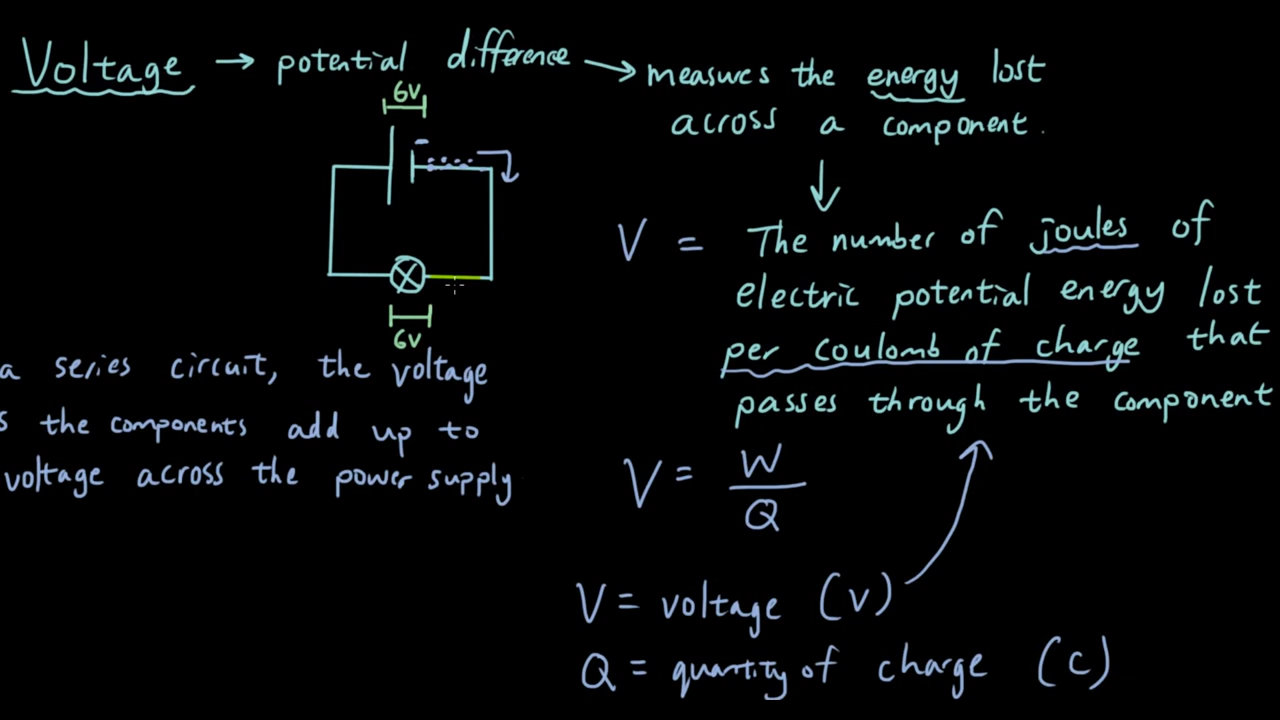 Voltage → potential difference → measures the energy lost
across a component.
6V
-
6V
V = The number of joules of
electric potential energy lost
per coulomb of charge that
passes through the component
a series circuit, the voltage
s the components add up to
voltage across the power supply
V = W
Q
V = voltage (v)
Q = quantity of charge (c)